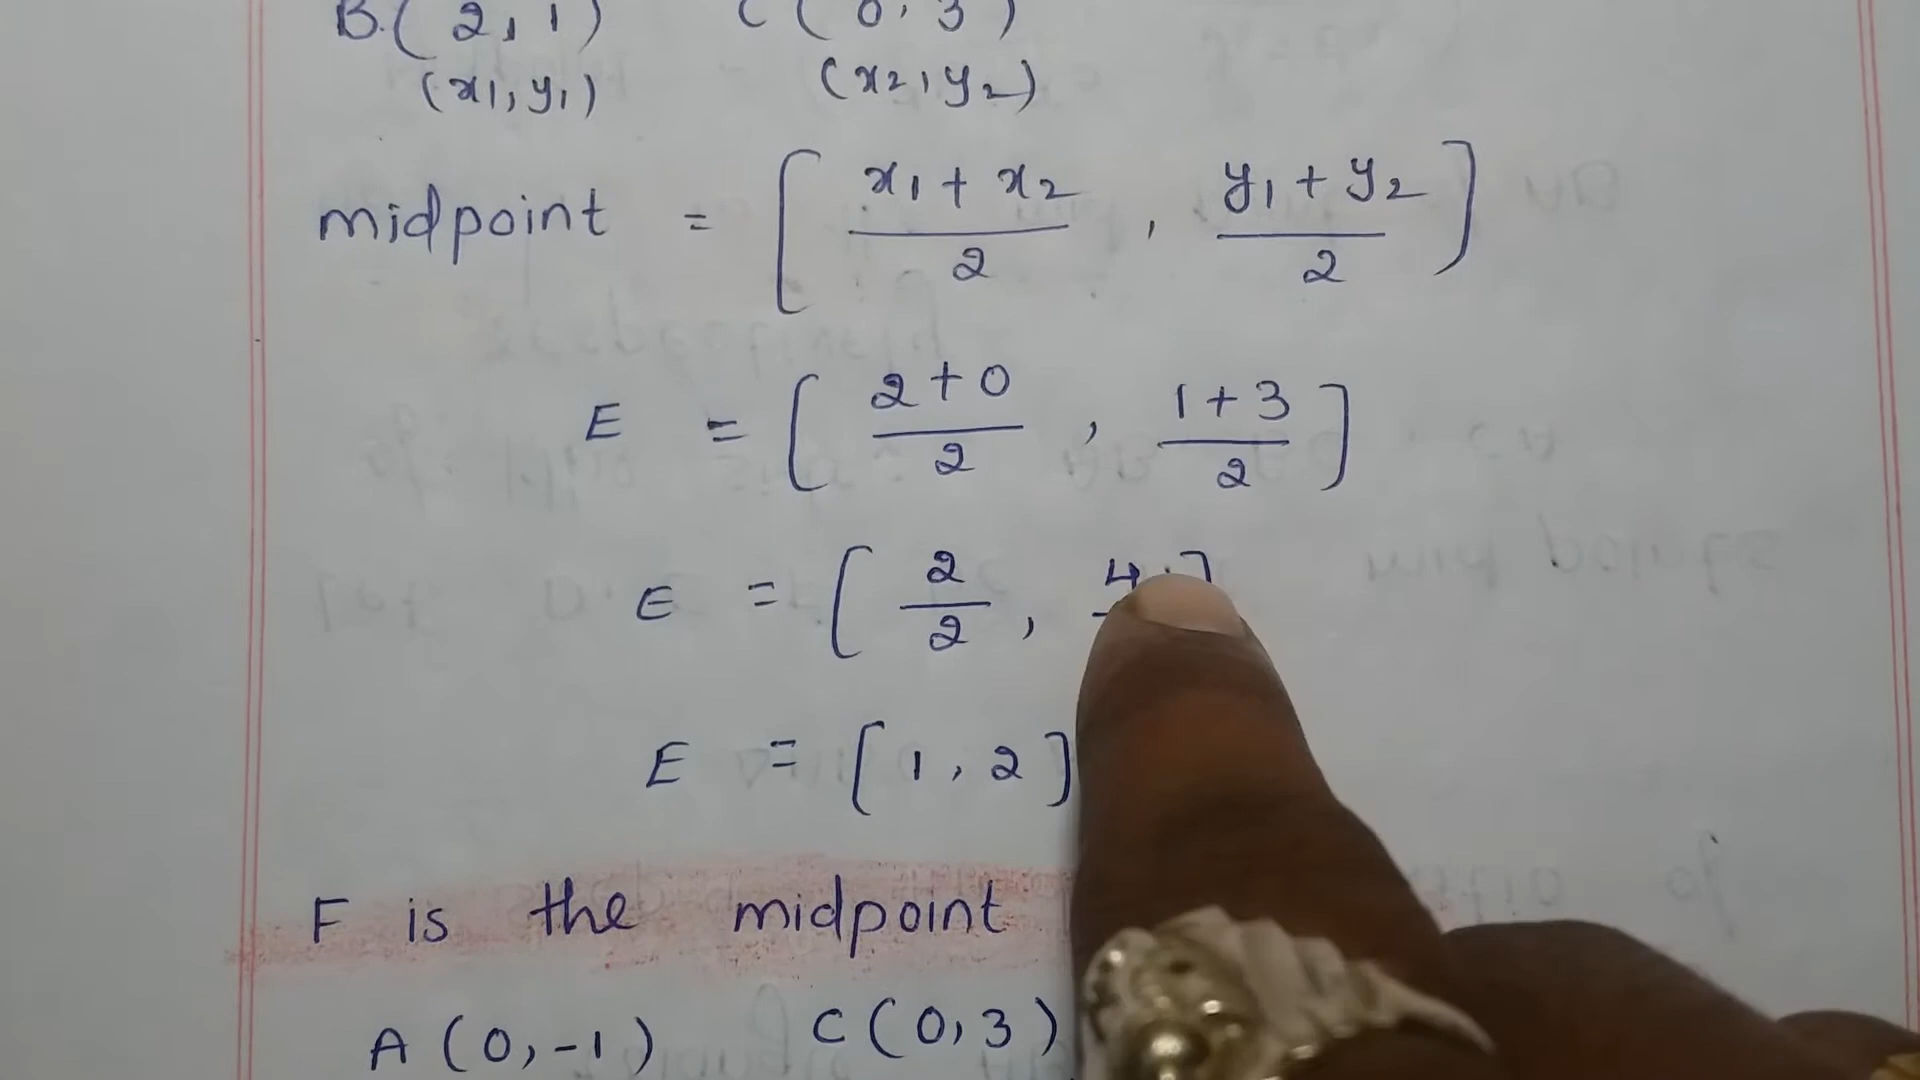 B.(2,1) C(0,3)
(x1,y1) (x2,y2)
midpoint = [ x1+x2/2 , y1+y2/2 ]
E = [ 2+0/2 , 1+3/2 ]
E = [ 2/2 , 4 ]
E = [1,2]
F is the midpoint
A(0,-1) C(0,3)